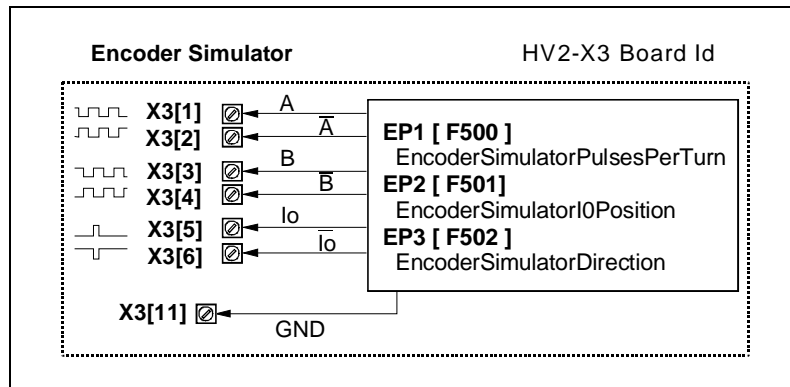 Encoder Simulator HV2-X3 Board Id
X3[1] A
X3[2] A̅
X3[3] B
X3[4] B̅
X3[5] Io
X3[6] I̅o̅
X3[11] GND
EP1 [ F500 ]
EncoderSimulatorPulsesPerTurn
EP2 [ F501]
EncoderSimulatorI0Position
EP3 [ F502 ]
EncoderSimulatorDirection